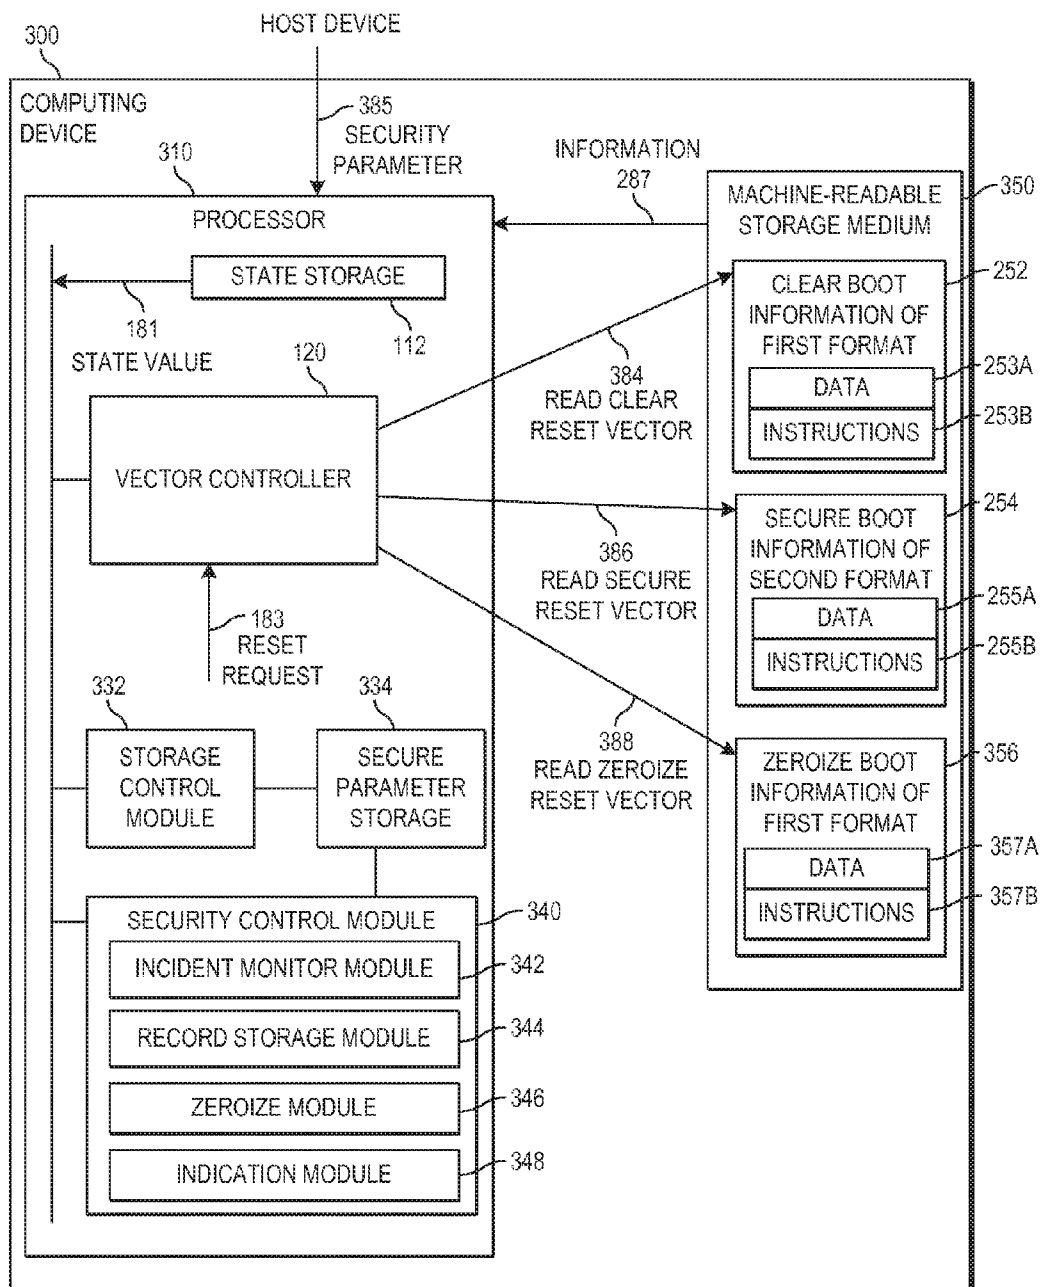 HOST DEVICE
300
COMPUTING
DEVICE
385
SECURITY
PARAMETER
310
PROCESSOR
STATE STORAGE
181
STATE VALUE
112
120
VECTOR CONTROLLER
183
RESET
REQUEST
332
STORAGE
CONTROL
MODULE
334
SECURE
PARAMETER
STORAGE
SECURITY CONTROL MODULE
340
INCIDENT MONITOR MODULE
342
RECORD STORAGE MODULE
344
ZEROIZE MODULE
346
INDICATION MODULE
348
INFORMATION
287
384
READ CLEAR
RESET VECTOR
386
READ SECURE
RESET VECTOR
388
READ ZEROIZE
RESET VECTOR
MACHINE-READABLE
STORAGE MEDIUM
350
CLEAR BOOT
INFORMATION OF
FIRST FORMAT
252
DATA
253A
INSTRUCTIONS
253B
SECURE BOOT
INFORMATION OF
SECOND FORMAT
254
DATA
255A
INSTRUCTIONS
255B
ZEROIZE BOOT
INFORMATION OF
FIRST FORMAT
356
DATA
357A
INSTRUCTIONS
357B